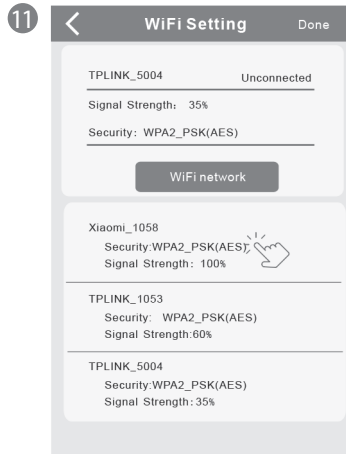 11
WiFi Setting Done
TPLINK_5004 Unconnected
Signal Strength: 35%
Security: WPA2_PSK(AES)
WiFi network
Xiaomi_1058
Security:WPA2_PSK(AES)
Signal Strength: 100%
TPLINK_1053
Security: WPA2_PSK(AES)
Signal Strength:60%
TPLINK_5004
Security:WPA2_PSK(AES)
Signal Strength:35%